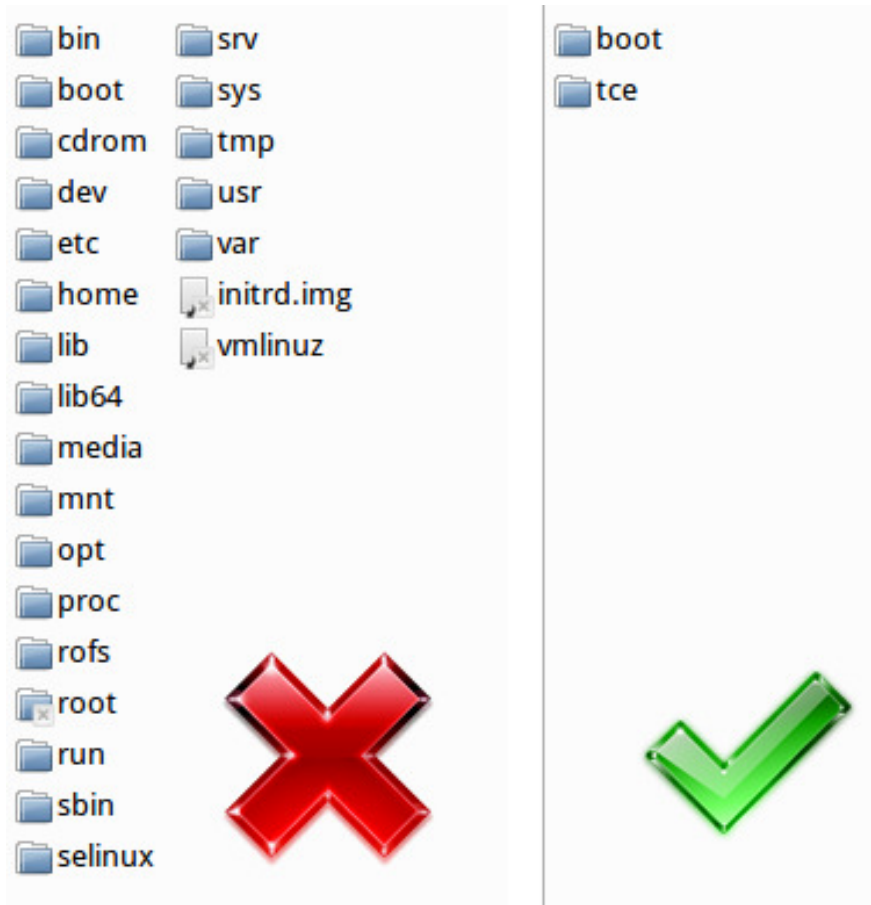 bin
boot
cdrom
dev
etc
home
lib
lib64
media
mnt
opt
proc
rofs
root
run
sbin
selinux
srv
sys
tmp
usr
var
initrd.img
vmlinuz
boot
tce